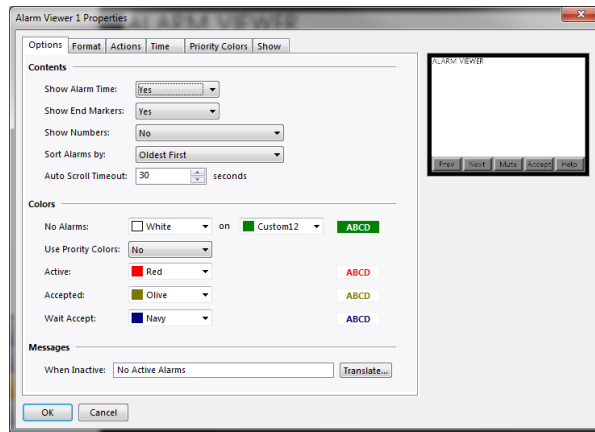 Alarm Viewer 1 Properties
Options Format Actions Time Priority Colors Show
Contents
Show Alarm Time: Yes
Show End Markers: Yes
Show Numbers: No
Sort Alarms by: Oldest First
Auto Scroll Timeout: 30 seconds
Colors
No Alarms: White on Custom12 ABCD
Use Prority Colors: No
Active: Red ABCD
Accepted: Olive ABCD
Wait Accept: Navy ABCD
Messages
When Inactive: No Active Alarms Translate...
OK Cancel
ALARM VIEWER
Prev Next Mute Accept Help